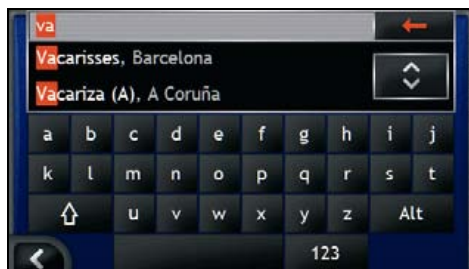 va
Vacarisses, Barcelona
Vacariza (A), A Coruña
a b c d e f g h i j
k l m n o p q r s t
u v w x y z Alt
123